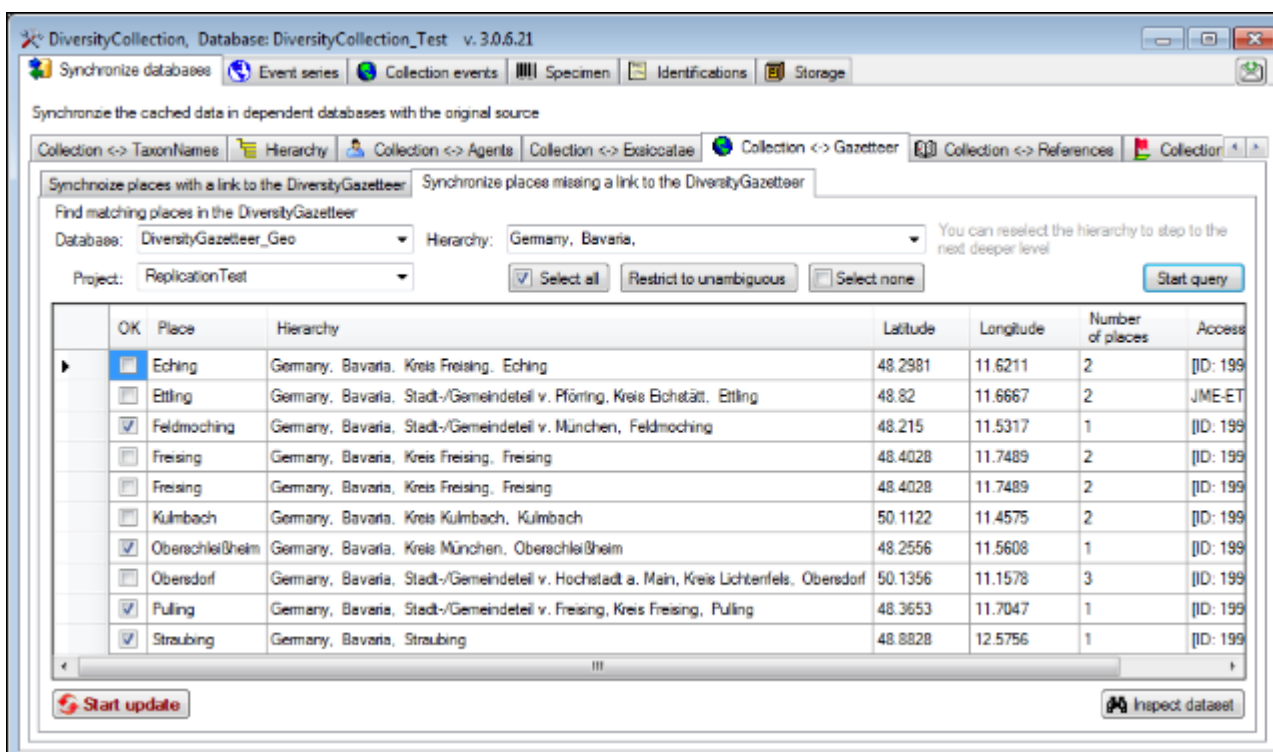 DiversityCollection, Database: DiversityCollection_Test v. 3.0.6.21
Synchronize databases Event series Collection events Specimen Identifications Storage
Synchronzie the cached data in dependent databases with the original source
Collection <-> TaxonNames Hierarchy Collection <-> Agents Collection <-> Exsiccatae Collection <-> Gazetteer Collection <-> References Collection
Synchnoize places with a link to the DiversityGazetteer Synchronize places missing a link to the DiversityGazetteer
Find matching places in the DiversityGazetteer
Database: DiversityGazetteer_Geo Hierarchy: Germany, Bavaria, You can reselect the hierarchy to step to the
next deeper level
Project: ReplicationTest Select all Restrict to unambiguous Select none Start query
OK Place Hierarchy Latitude Longitude Number of places Access
Eching Germany, Bavaria, Kreis Freising, Eching 48.2981 11.6211 2 [ID: 199
Ettling Germany, Bavaria, Stadt-/Gemeindeteil v. Pförring, Kreis Eichstätt, Ettling 48.82 11.6667 2 JME-ET
Feldmoching Germany, Bavaria, Stadt-/Gemeindeteil v. München, Feldmoching 48.215 11.5317 1 [ID: 199
Freising Germany, Bavaria, Kreis Freising, Freising 48.4028 11.7489 2 [ID: 199
Freising Germany, Bavaria, Kreis Freising, Freising 48.4028 11.7489 2 [ID: 199
Kulmbach Germany, Bavaria, Kreis Kulmbach, Kulmbach 50.1122 11.4575 2 [ID: 199
Oberschleißheim Germany, Bavaria, Kreis München, Oberschleißheim 48.2556 11.5608 1 [ID: 199
Obersdorf Germany, Bavaria, Stadt-/Gemeindeteil v. Hochstadt a. Main, Kreis Lichtenfels, Obersdorf 50.1356 11.1578 3 [ID: 199
Pulling Germany, Bavaria, Stadt-/Gemeindeteil v. Freising, Kreis Freising, Pulling 48.3653 11.7047 1 [ID: 199
Straubing Germany, Bavaria, Straubing 48.8828 12.5756 1 [ID: 199
Start update Inspect dataset